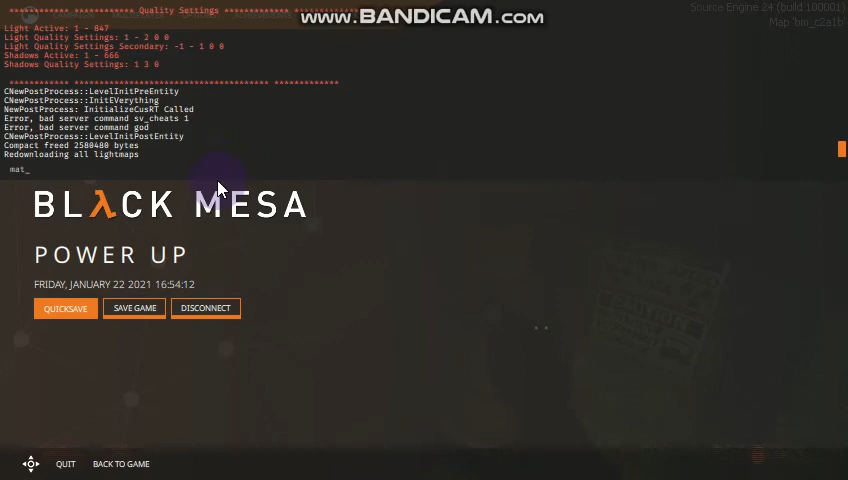 ************ ************* Quality Settings ************* **************
www.BANDICAM.com
Source Engine 24 (build 100001)
Map 'bm_c2a1b'
Light Active: 1 - 847
Light Quality Settings: 1 - 2 0 0
Light Quality Settings Secondary: -1 - 1 0 0
Shadows Active: 1 - 666
Shadows Quality Settings: 1 3 0
************ *************************************** *************
CNewPostProcess::LevelInitPreEntity
CNewPostProcess::InitEVerything
NewPostProcess: InitializeCusRT Called
Error, bad server command sv_cheats 1
Error, bad server command god
CNewPostProcess::LevelInitPostEntity
Compact freed 2580480 bytes
Redownloading all lightmaps
mat_
BLλCK MESA
POWER UP
FRIDAY, JANUARY 22 2021 16:54:12
QUICKSAVE SAVE GAME DISCONNECT
QUIT BACK TO GAME